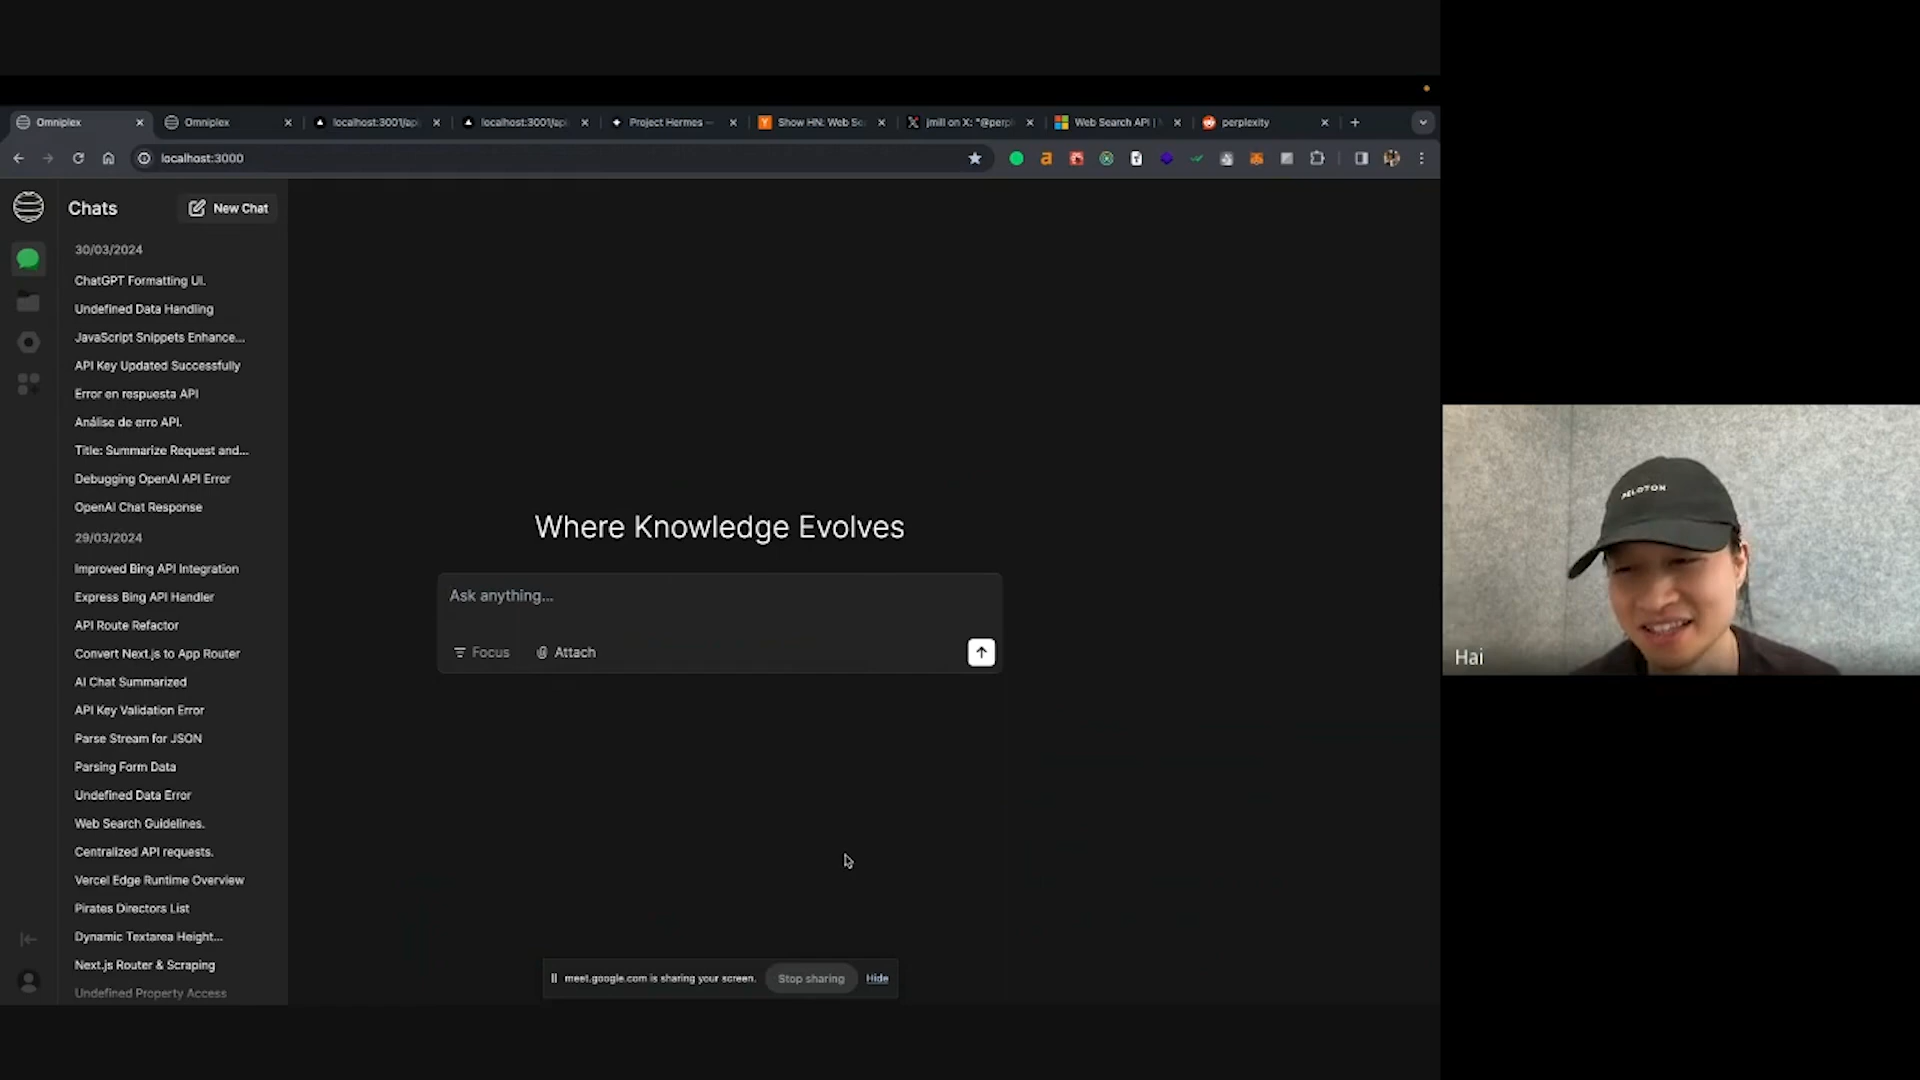 Omniplex
Omniplex
localhost:3001/api
localhost:3001/api
Project Hermes —
Show HN: Web Se
jmill on X: "@perp
Web Search API |
perplexity
localhost:3000
Chats
New Chat
30/03/2024
ChatGPT Formatting UI.
Undefined Data Handling
JavaScript Snippets Enhance...
API Key Updated Successfully
Error en respuesta API
Análise de erro API.
Title: Summarize Request and...
Debugging OpenAI API Error
OpenAI Chat Response
29/03/2024
Improved Bing API Integration
Express Bing API Handler
API Route Refactor
Convert Next.js to App Router
AI Chat Summarized
API Key Validation Error
Parse Stream for JSON
Parsing Form Data
Undefined Data Error
Web Search Guidelines.
Centralized API requests.
Vercel Edge Runtime Overview
Pirates Directors List
Dynamic Textarea Height...
Next.js Router & Scraping
Undefined Property Access
Where Knowledge Evolves
Ask anything...
Focus
Attach
meet.google.com is sharing your screen.
Stop sharing
Hide
PELOTON
Hai